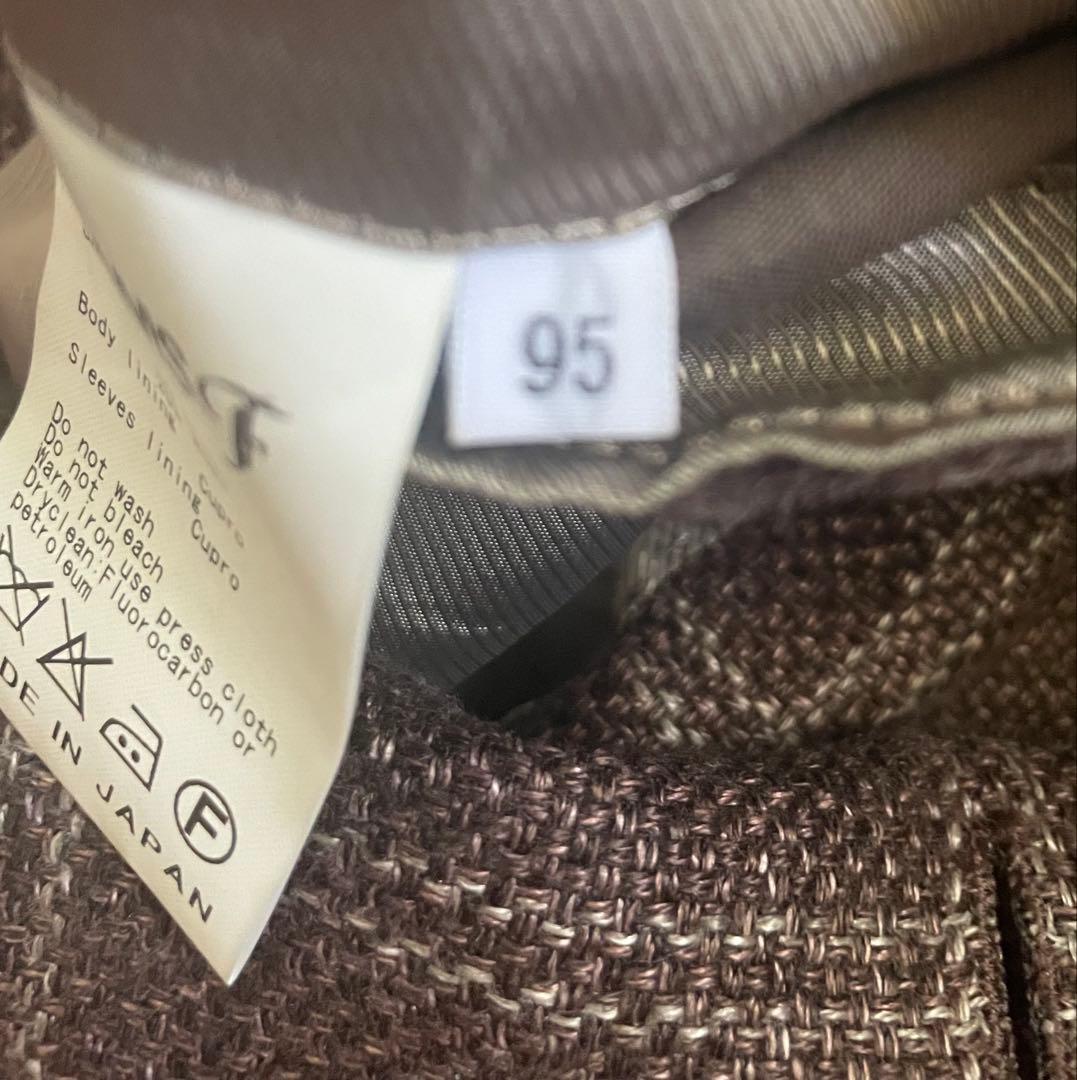 Body lining Cupro
Sleeves lining Cupro
Do not wash
Do not bleach
Warm iron use press cloth
Dryclean:Fluorocarbon or
petroleum
F
DE IN JAPAN
95